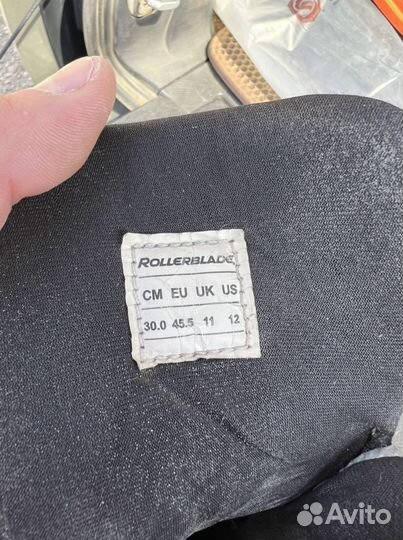 ROLLERBLADE
CM EU UK US
30.0 45.5 11 12
Avito